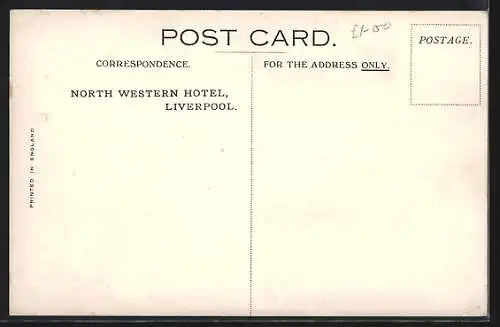 POST CARD.
£1-00
POSTAGE.
CORRESPONDENCE.
FOR THE ADDRESS ONLY.
NORTH WESTERN HOTEL,
LIVERPOOL.
PRINTED IN ENGLAND